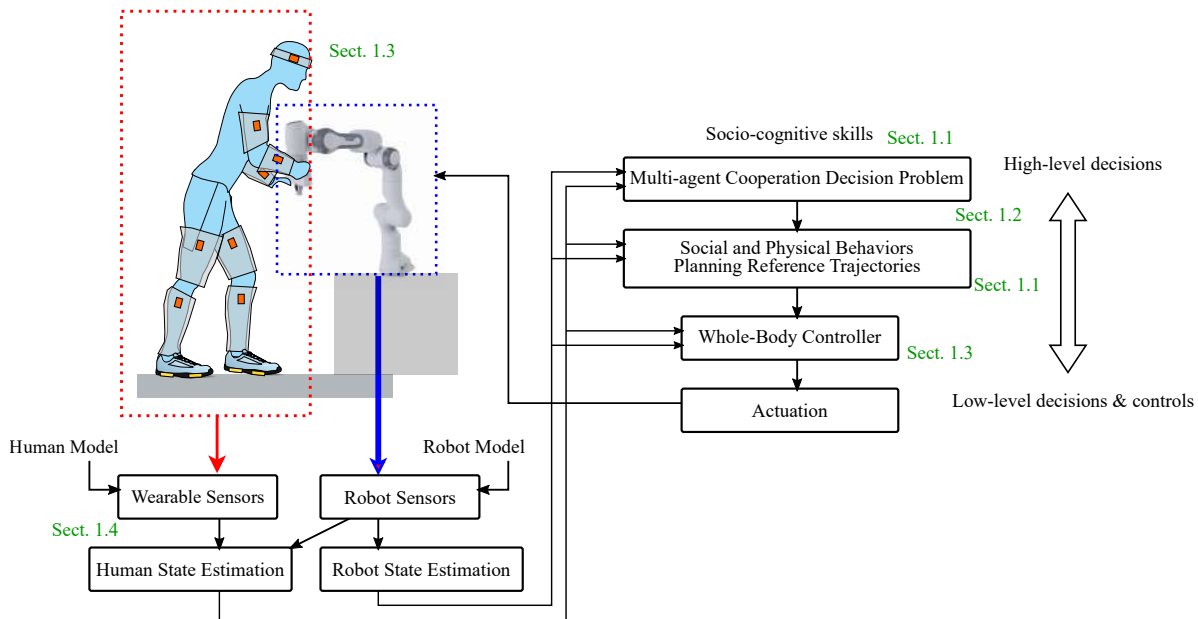 Sect. 1.3
Socio-cognitive skills
Sect. 1.1
Multi-agent Cooperation Decision Problem
High-level decisions
Sect. 1.2
Social and Physical Behaviors
Planning Reference Trajectories
Sect. 1.1
Whole-Body Controller
Sect. 1.3
Actuation
Low-level decisions & controls
Human Model
Robot Model
Wearable Sensors
Robot Sensors
Sect. 1.4
Human State Estimation
Robot State Estimation